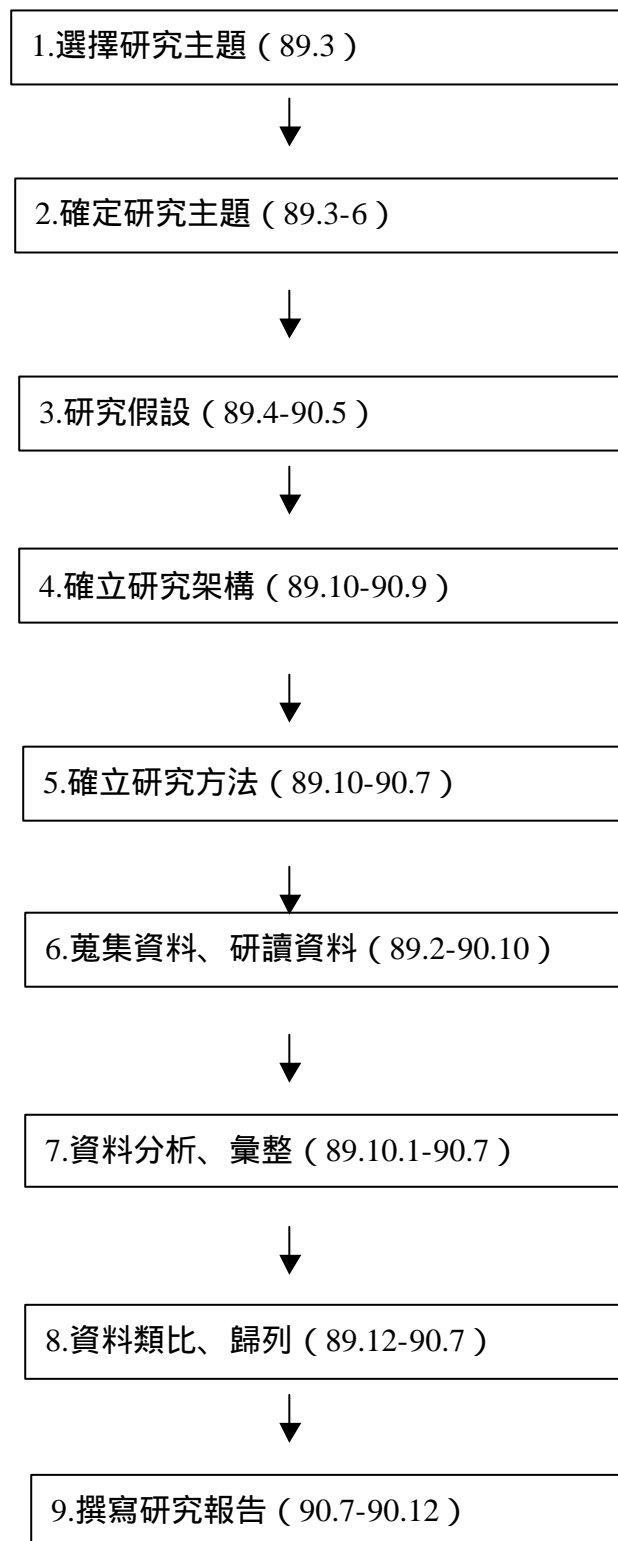 1.選擇研究主題（89.3）
2.確定研究主題（89.3-6）
3.研究假設（89.4-90.5）
4.確立研究架構（89.10-90.9）
5.確立研究方法（89.10-90.7）
6.蒐集資料、研讀資料（89.2-90.10）
7.資料分析、彙整（89.10.1-90.7）
8.資料類比、歸列（89.12-90.7）
9.撰寫研究報告（90.7-90.12）